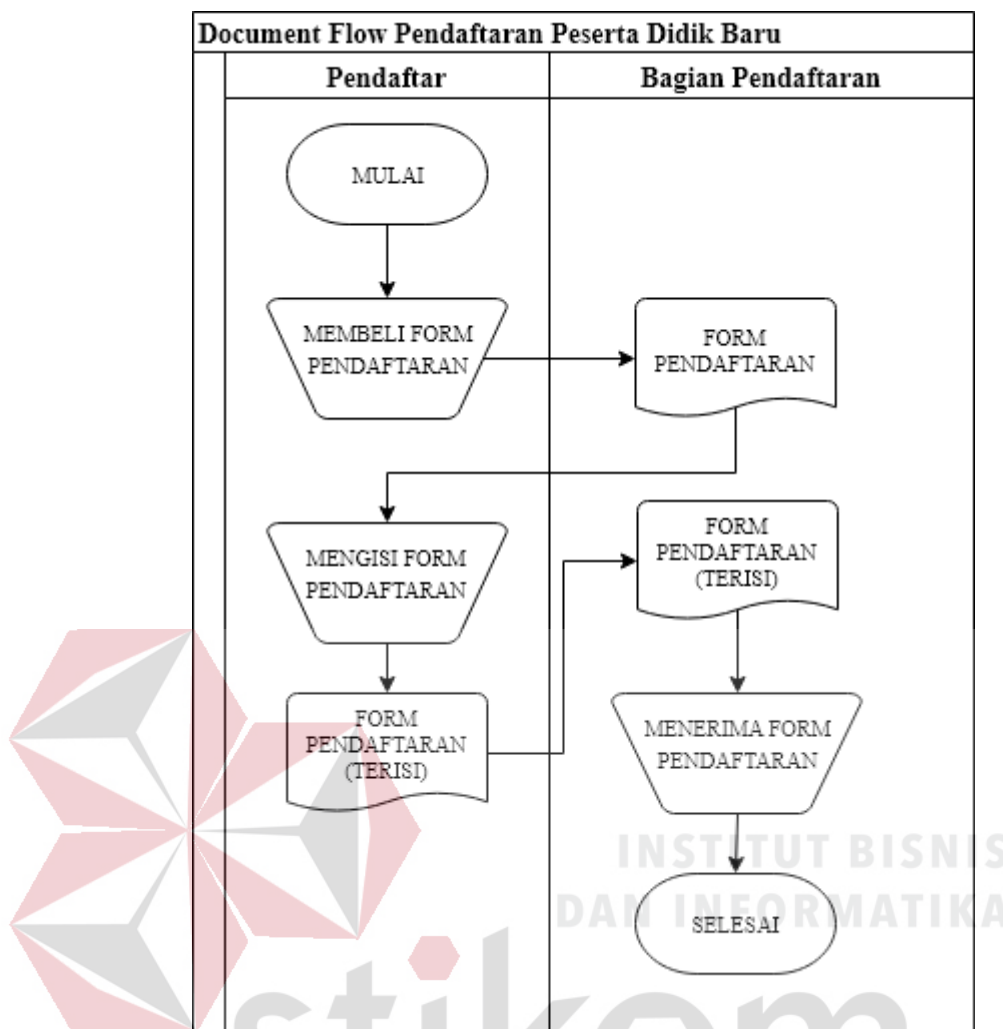 Document Flow Pendaftaran Peserta Didik Baru
Pendaftar
Bagian Pendaftaran
MULAI
MEMBELI FORM
PENDAFTARAN
FORM
PENDAFTARAN
MENGISI FORM
PENDAFTARAN
FORM
PENDAFTARAN
(TERISI)
FORM
PENDAFTARAN
(TERISI)
MENERIMA FORM
PENDAFTARAN
SELESAI
INSTITUT BISNIS
DAN INFORMATIKA
stikom